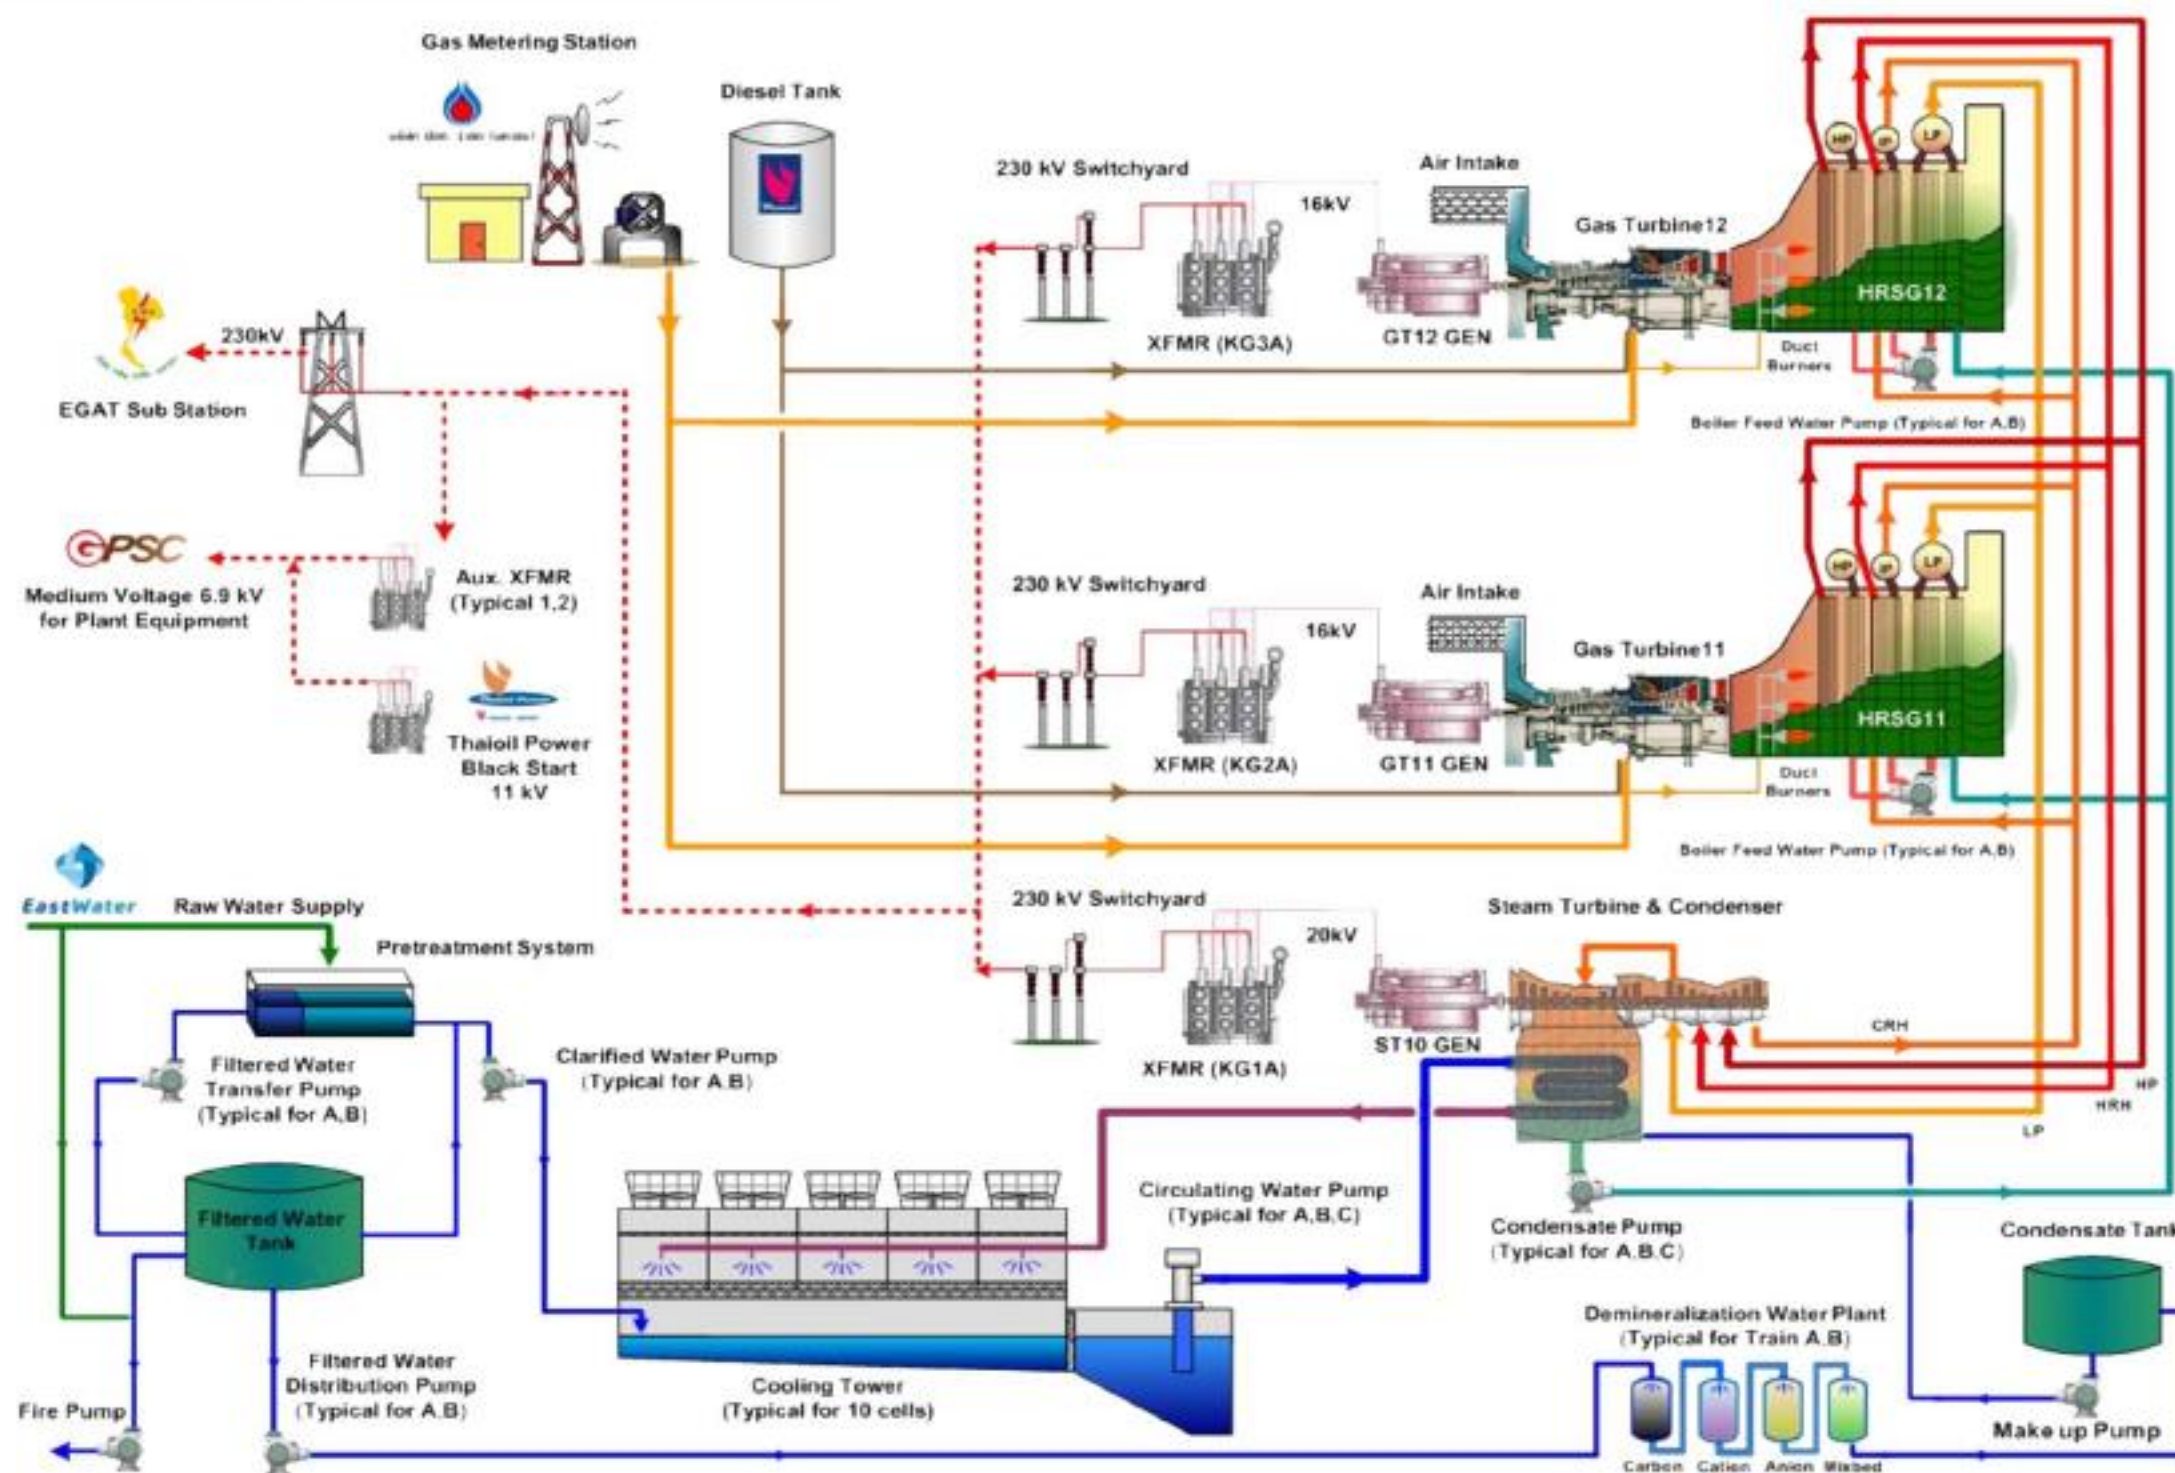 Gas Metering Station
Diesel Tank
230 kV Switchyard
16kV
Air Intake
Gas Turbine12
HP
IP
LP
HRSG12
XFMR (KG3A)
GT12 GEN
Duct
Burners
Boiler Feed Water Pump (Typical for A,B)
230kV
EGAT Sub Station
GPSC
Medium Voltage 6.9 kV
for Plant Equipment
Aux. XFMR
(Typical 1,2)
Thaioil Power
Black Start
11 kV
230 kV Switchyard
16kV
Air Intake
Gas Turbine11
HP
IP
LP
HRSG11
XFMR (KG2A)
GT11 GEN
Duct
Burners
Boiler Feed Water Pump (Typical for A,B)
EastWater
Raw Water Supply
Pretreatment System
230 kV Switchyard
20kV
Steam Turbine & Condenser
XFMR (KG1A)
ST10 GEN
CRH
HP
HRH
LP
Filtered Water
Transfer Pump
(Typical for A,B)
Clarified Water Pump
(Typical for A.B)
Filtered Water
Tank
Circulating Water Pump
(Typical for A,B,C)
Condensate Pump
(Typical for A.B.C)
Condensate Tank
Demineralization Water Plant
(Typical for Train A.B)
Filtered Water
Distribution Pump
(Typical for A.B)
Fire Pump
Cooling Tower
(Typical for 10 cells)
Make up Pump
Carbon Cation Anion Mixbed